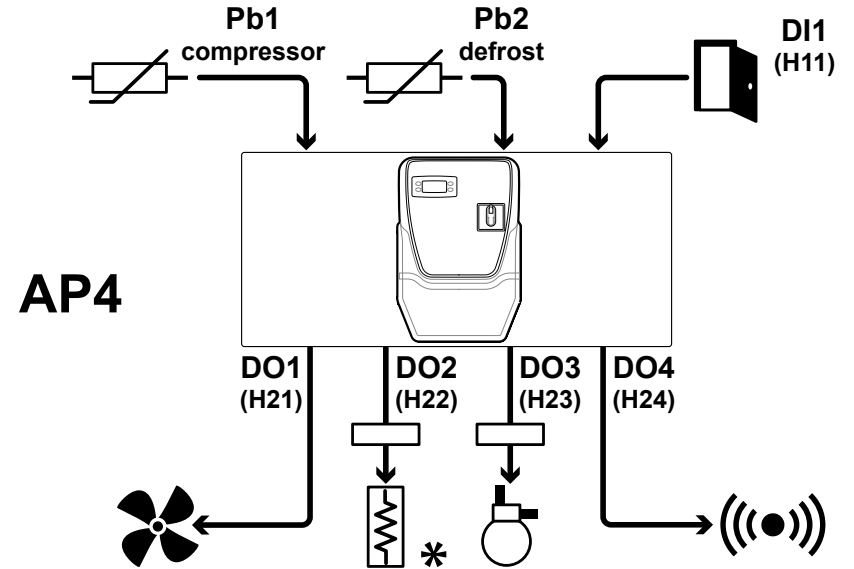 Pb1
compressor
Pb2
defrost
DI1
(H11)
AP4
DO1
(H21)
DO2
(H22)
DO3
(H23)
DO4
(H24)
*